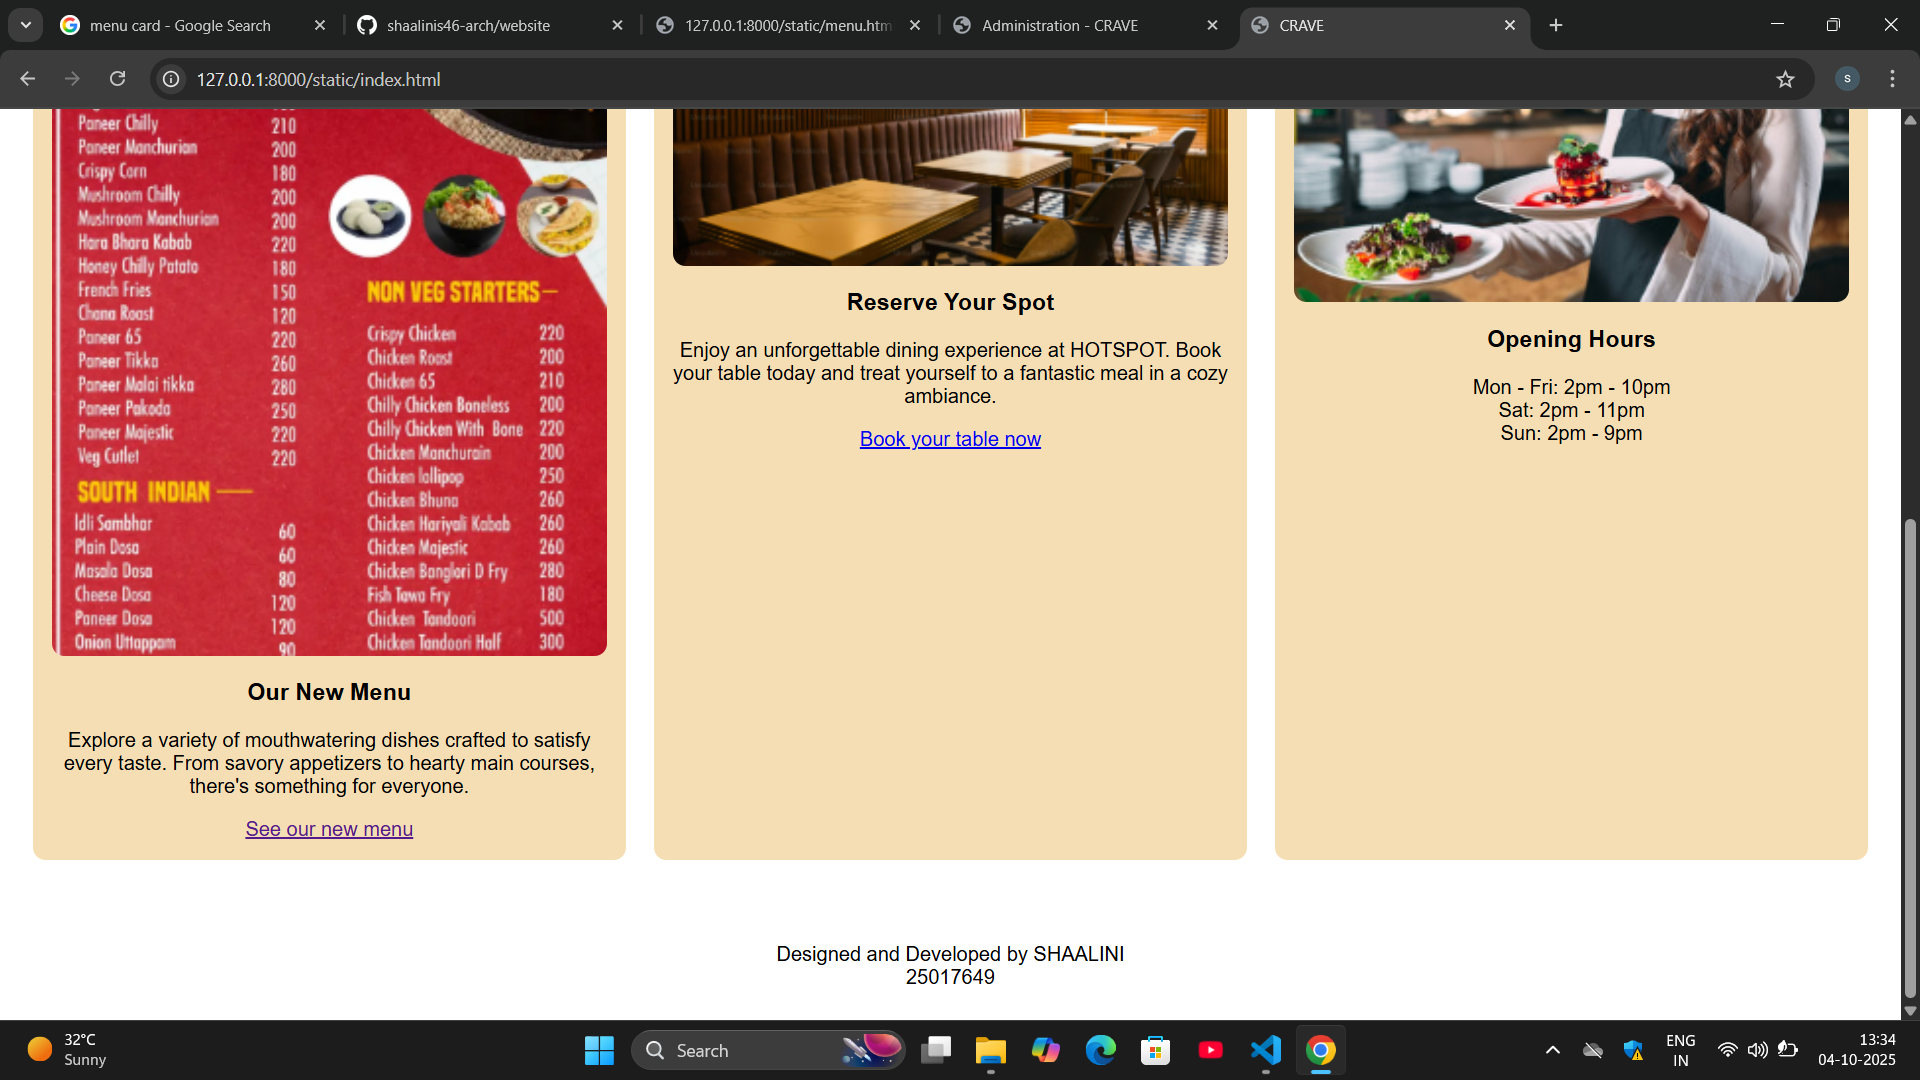 menu card - Google Search
shaalinis46-arch/website
127.0.0.1:8000/static/menu.htm
Administration - CRAVE
CRAVE
127.0.0.1:8000/static/index.html
S
Paneer Chilly 210
Paneer Manchurian 200
Crispy Corn 180
Mushroom Chilly 200
Mushroom Manchurian 200
Hara Bhara Kabab 220
Honey Chilly Potato 180
French Fries 150
Chana Roast 120
Paneer 65 220
Paneer Tikka 260
Paneer Malai tikka 280
Paneer Pakoda 250
Paneer Majestic 220
Veg Cutlet 220
SOUTH INDIAN
Idli Sambhar 60
Plain Dosa 60
Masala Dosa 80
Cheese Dosa 120
Paneer Dosa 120
Onion Uttappam 90
NON VEG STARTERS
Crispy Chicken 220
Chicken Roast 200
Chicken 65 210
Chilly Chicken Boneless 200
Chilly Chicken With Bone 220
Chicken Manchurain 200
Chicken lollipop 250
Chicken Bhuna 260
Chicken Hariyali Kabab 260
Chicken Majestic 260
Chicken Banglori D Fry 280
Fish Tawa Fry 180
Chicken Tandoori 500
Chicken Tandoori Half 300
Our New Menu
Explore a variety of mouthwatering dishes crafted to satisfy
every taste. From savory appetizers to hearty main courses,
there's something for everyone.
See our new menu
Reserve Your Spot
Enjoy an unforgettable dining experience at HOTSPOT. Book
your table today and treat yourself to a fantastic meal in a cozy
ambiance.
Book your table now
Opening Hours
Mon - Fri: 2pm - 10pm
Sat: 2pm - 11pm
Sun: 2pm - 9pm
Designed and Developed by SHAALINI
25017649
32°C
Sunny
Search
ENG
IN
13:34
04-10-2025